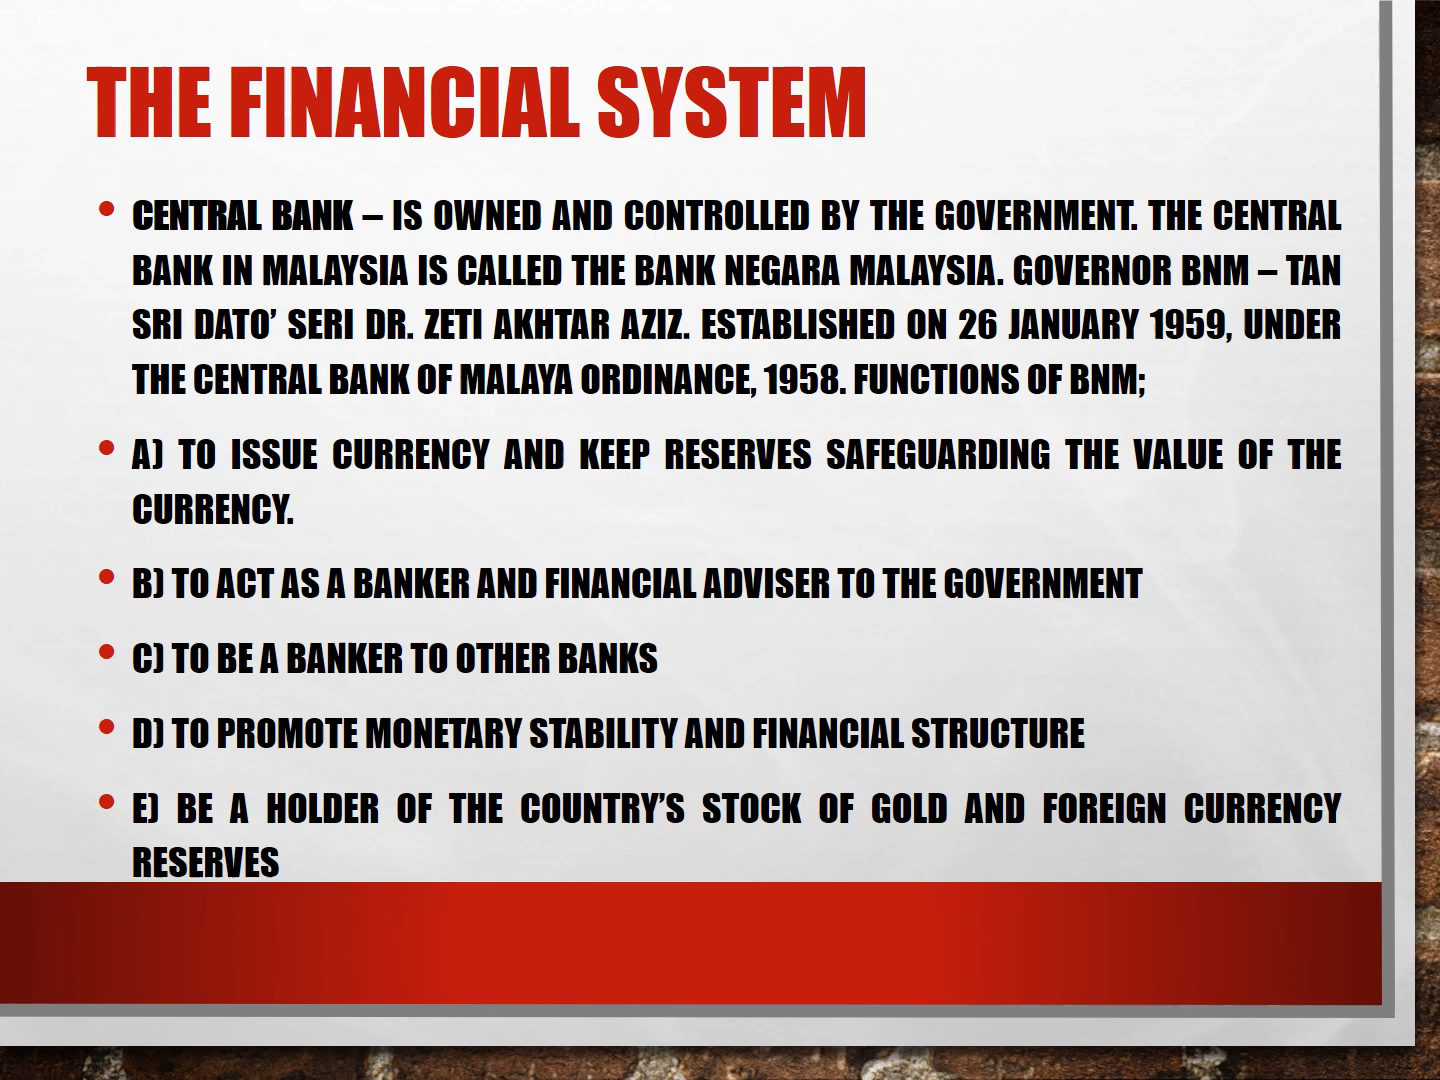 THE FINANCIAL SYSTEM
• CENTRAL BANK – IS OWNED AND CONTROLLED BY THE GOVERNMENT. THE CENTRAL
BANK IN MALAYSIA IS CALLED THE BANK NEGARA MALAYSIA. GOVERNOR BNM – TAN
SRI DATO’ SERI DR. ZETI AKHTAR AZIZ. ESTABLISHED ON 26 JANUARY 1959, UNDER
THE CENTRAL BANK OF MALAYA ORDINANCE, 1958. FUNCTIONS OF BNM;
• A) TO ISSUE CURRENCY AND KEEP RESERVES SAFEGUARDING THE VALUE OF THE
CURRENCY.
• B) TO ACT AS A BANKER AND FINANCIAL ADVISER TO THE GOVERNMENT
• C) TO BE A BANKER TO OTHER BANKS
• D) TO PROMOTE MONETARY STABILITY AND FINANCIAL STRUCTURE
• E) BE A HOLDER OF THE COUNTRY’S STOCK OF GOLD AND FOREIGN CURRENCY
RESERVES